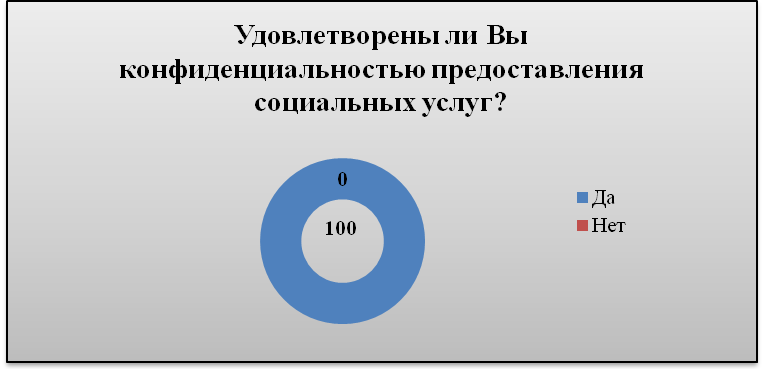 Удовлетворены ли Вы
конфиденциальностью предоставления
социальных услуг?
0
100
Да
Нет